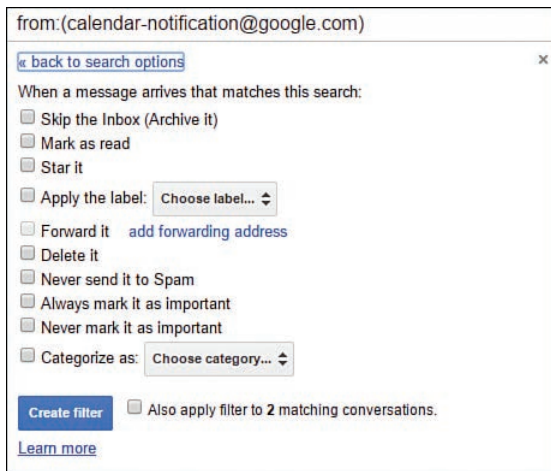 from:(calendar-notification@google.com)
« back to search options
×
When a message arrives that matches this search:
Skip the Inbox (Archive it)
Mark as read
Star it
Apply the label: Choose label...
Forward it add forwarding address
Delete it
Never send it to Spam
Always mark it as important
Never mark it as important
Categorize as: Choose category...
Create filter Also apply filter to 2 matching conversations.
Learn more